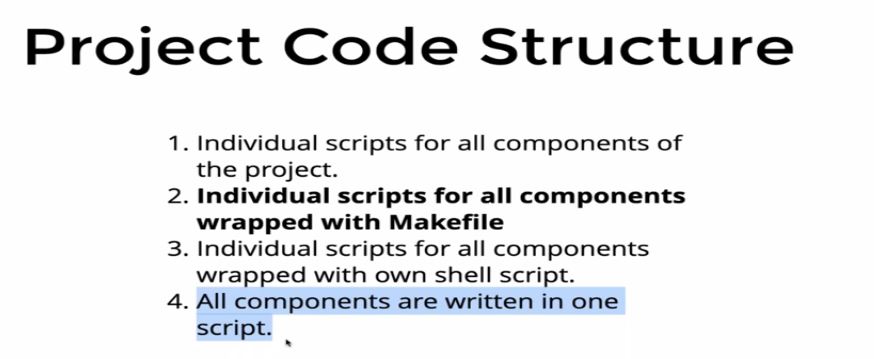 Project Code Structure
1. Individual scripts for all components of
the project.
2. Individual scripts for all components
wrapped with Makefile
3. Individual scripts for all components
wrapped with own shell script.
4. All components are written in one
script.